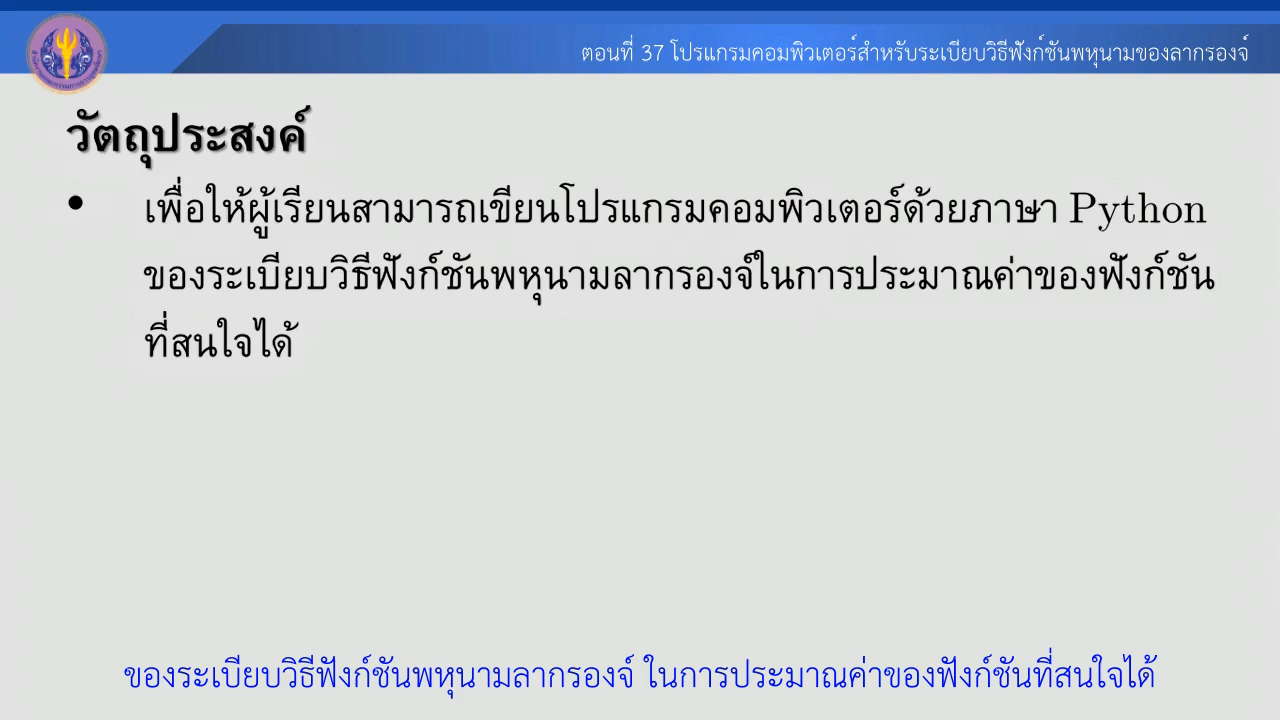 ตอนที่ 37 โปรแกรมคอมพิวเตอร์สำหรับระเบียบวิธีฟังก์ชันพหุนามของลากรองจ์
วัตถุประสงค์
• เพื่อให้ผู้เรียนสามารถเขียนโปรแกรมคอมพิวเตอร์ด้วยภาษา Python
ของระเบียบวิธีฟังก์ชันพหุนามลากรองจ์ในการประมาณค่าของฟังก์ชัน
ที่สนใจได้
ของระเบียบวิธีฟังก์ชันพหุนามลากรองจ์ ในการประมาณค่าของฟังก์ชันที่สนใจได้